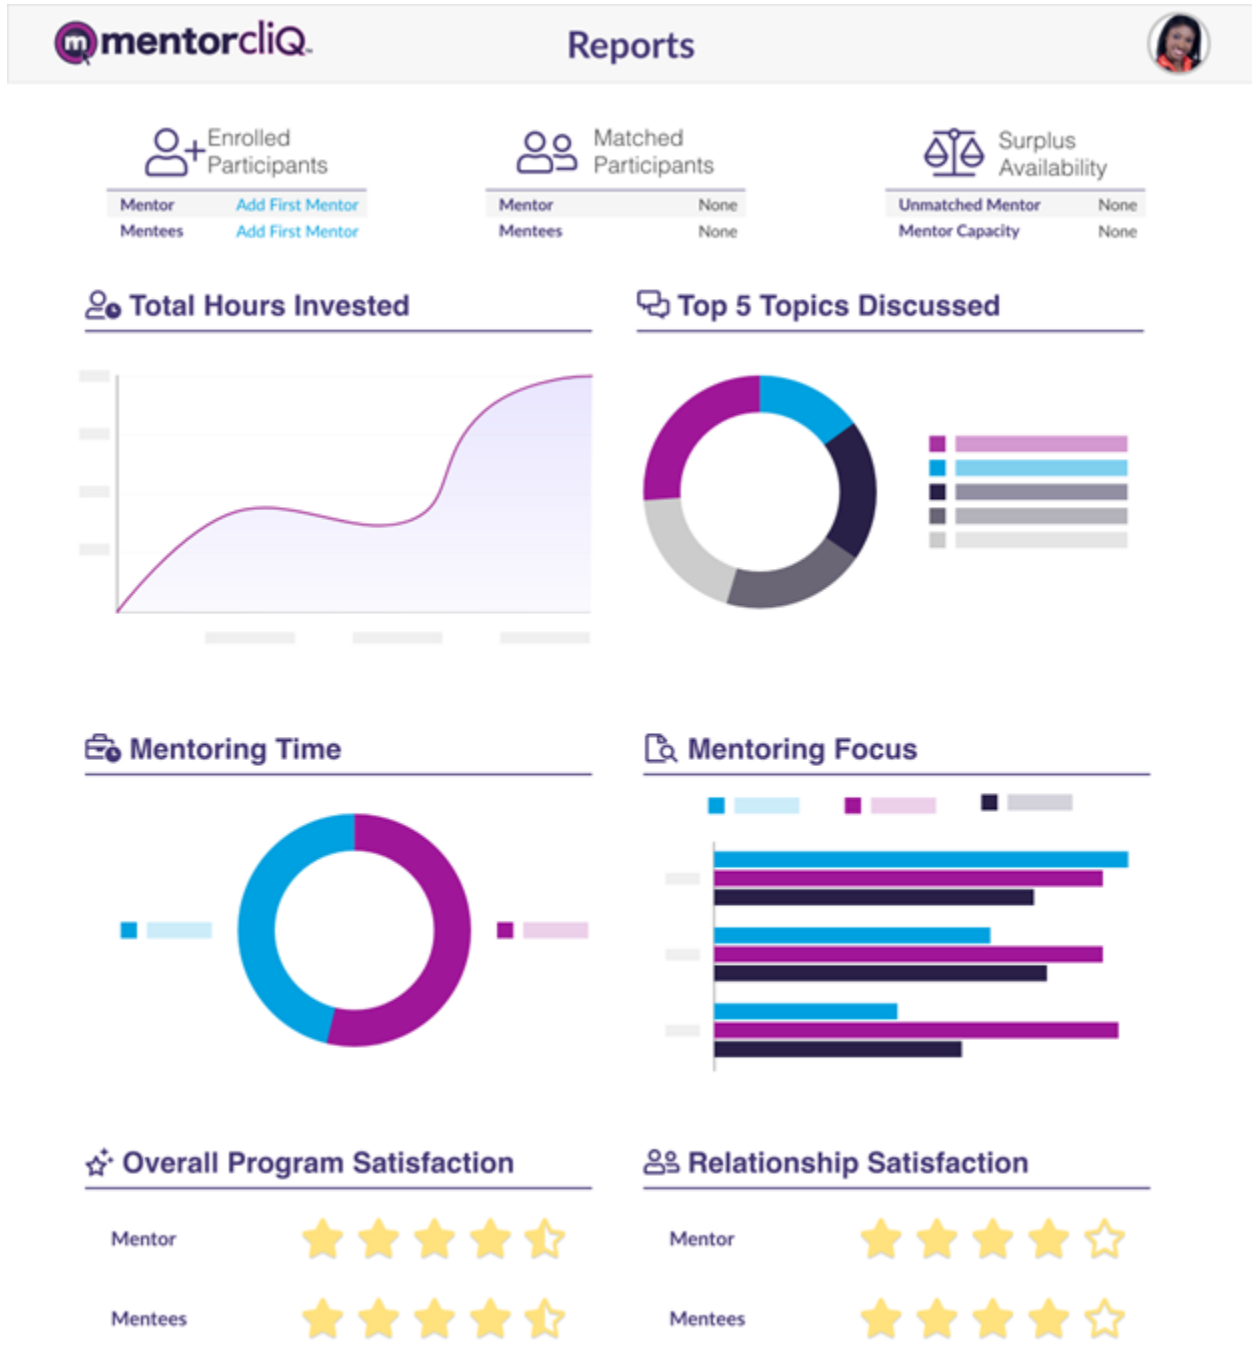 mentorcliQ
Reports
Enrolled
Participants
Mentor Add First Mentor
Mentees Add First Mentor
Matched
Participants
Mentor None
Mentees None
Surplus
Availability
Unmatched Mentor None
Mentor Capacity None
Total Hours Invested
Top 5 Topics Discussed
Mentoring Time
Mentoring Focus
Overall Program Satisfaction
Mentor
Mentees
Relationship Satisfaction
Mentor
Mentees